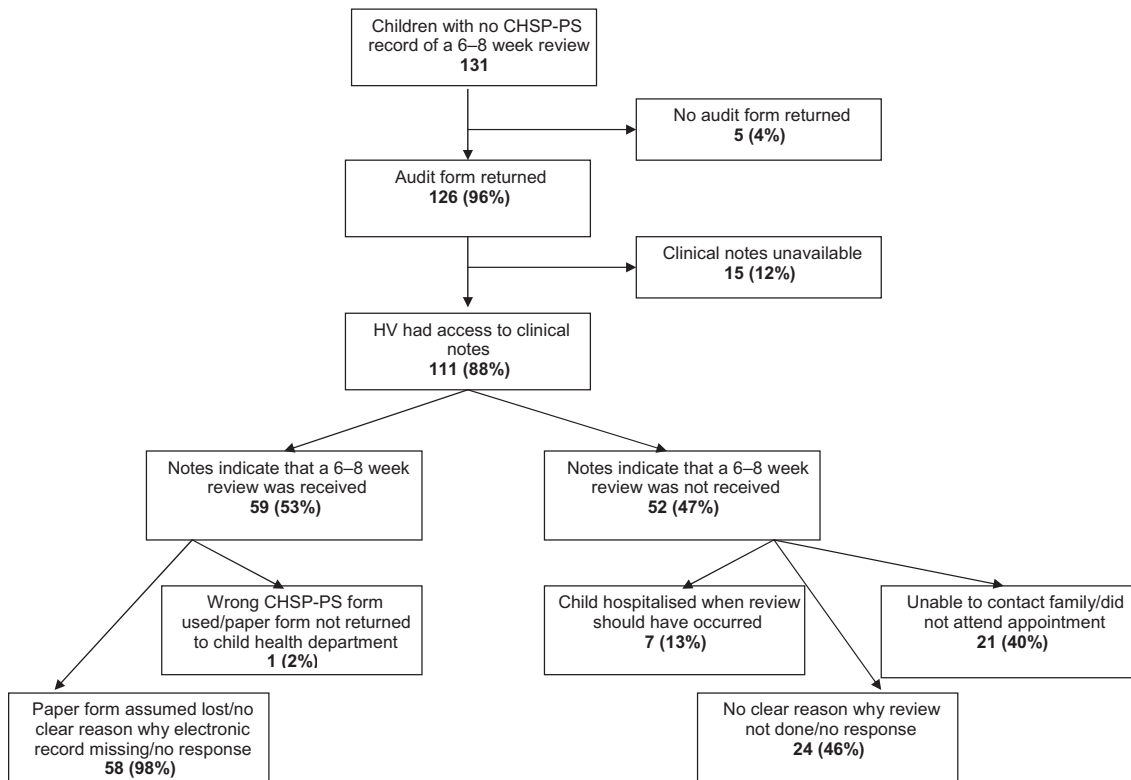 Children with no CHSP-PS
record of a 6–8 week review
131
No audit form returned
5 (4%)
Audit form returned
126 (96%)
Clinical notes unavailable
15 (12%)
HV had access to clinical
notes
111 (88%)
Notes indicate that a 6–8 week
review was received
59 (53%)
Notes indicate that a 6–8 week
review was not received
52 (47%)
Wrong CHSP-PS form
used/paper form not returned
to child health department
1 (2%)
Child hospitalised when review
should have occurred
7 (13%)
Unable to contact family/did
not attend appointment
21 (40%)
Paper form assumed lost/no
clear reason why electronic
record missing/no response
58 (98%)
No clear reason why review
not done/no response
24 (46%)